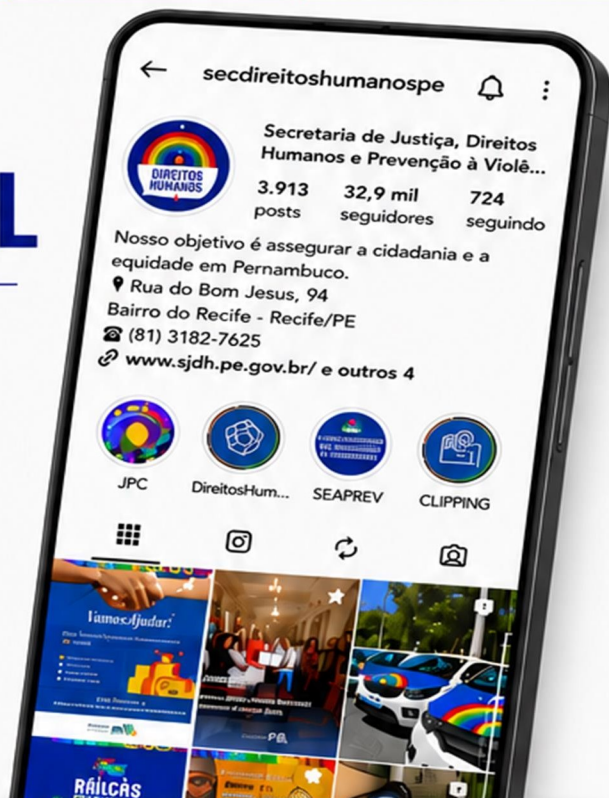 L
secdireitoshumanospe
Secretaria de Justiça, Direitos
Humanos e Prevenção à Violê...
DIREITOS
HUMANOS
3.913
posts
32,9 mil
seguidores
724
seguindo
Nosso objetivo é assegurar a cidadania e a
equidade em Pernambuco.
Rua do Bom Jesus, 94
Bairro do Recife - Recife/PE
(81) 3182-7625
www.sjdh.pe.gov.br/ e outros 4
JPC
DireitosHum...
SEAPREV
CLIPPING
Vamos Ajudar!